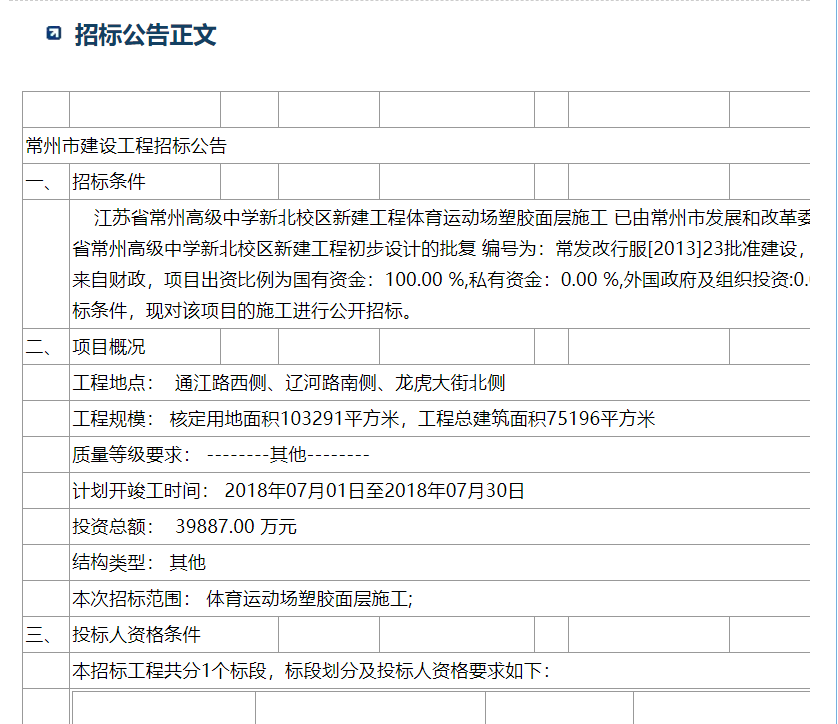 招标公告正文
常州市建设工程招标公告
一、 招标条件
江苏省常州高级中学新北校区新建工程体育运动场塑胶面层施工 已由常州市发展和改革委
省常州高级中学新北校区新建工程初步设计的批复 编号为：常发改行服[2013]23批准建设，
来自财政，项目出资比例为国有资金：100.00 %,私有资金：0.00 %,外国政府及组织投资:0.
标条件，现对该项目的施工进行公开招标。
二、 项目概况
工程地点： 通江路西侧、辽河路南侧、龙虎大街北侧
工程规模： 核定用地面积103291平方米，工程总建筑面积75196平方米
质量等级要求： --------其他--------
计划开竣工时间： 2018年07月01日至2018年07月30日
投资总额： 39887.00 万元
结构类型： 其他
本次招标范围： 体育运动场塑胶面层施工;
三、 投标人资格条件
本招标工程共分1个标段，标段划分及投标人资格要求如下：